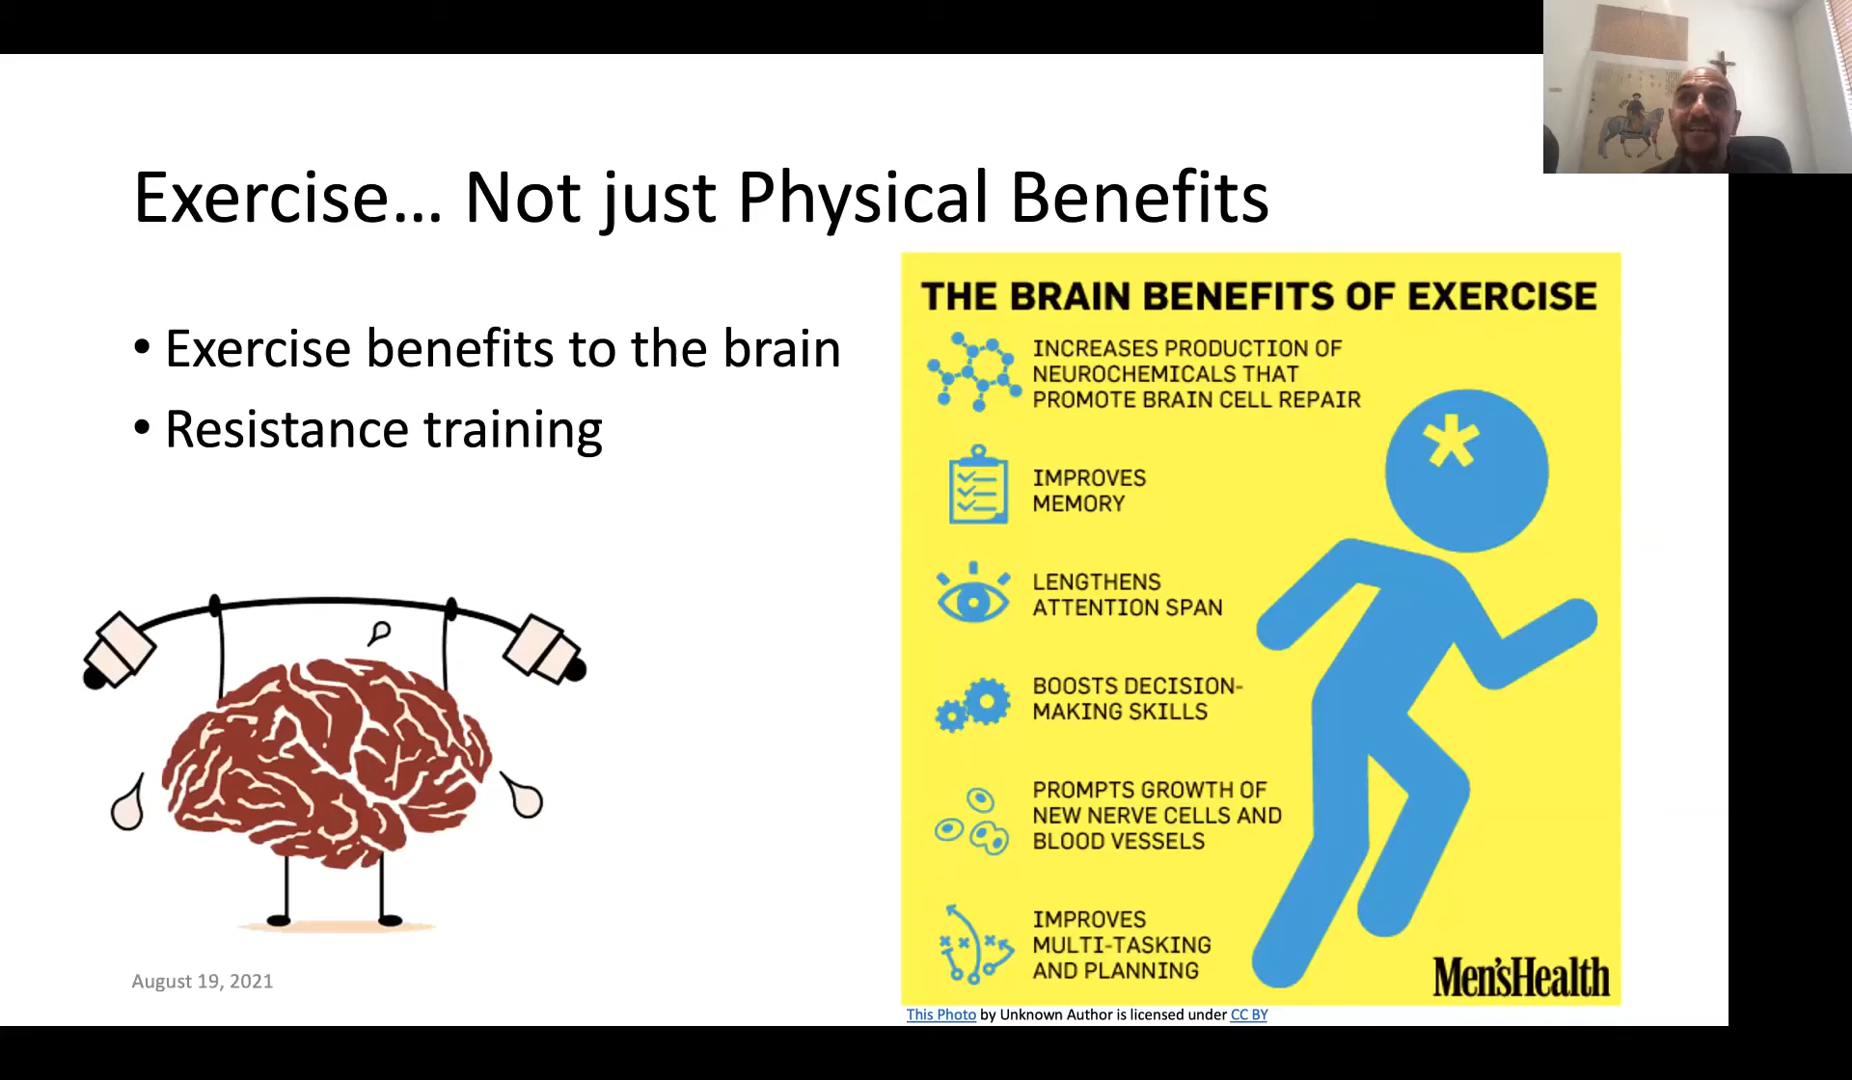 Exercise... Not just Physical Benefits
• Exercise benefits to the brain
• Resistance training
THE BRAIN BENEFITS OF EXERCISE
INCREASES PRODUCTION OF
NEUROCHEMICALS THAT
PROMOTE BRAIN CELL REPAIR
IMPROVES
MEMORY
LENGTHENS
ATTENTION SPAN
BOOSTS DECISION-
MAKING SKILLS
PROMPTS GROWTH OF
NEW NERVE CELLS AND
BLOOD VESSELS
IMPROVES
MULTI-TASKING
AND PLANNING
Men'sHealth
August 19, 2021
This Photo by Unknown Author is licensed under CC BY